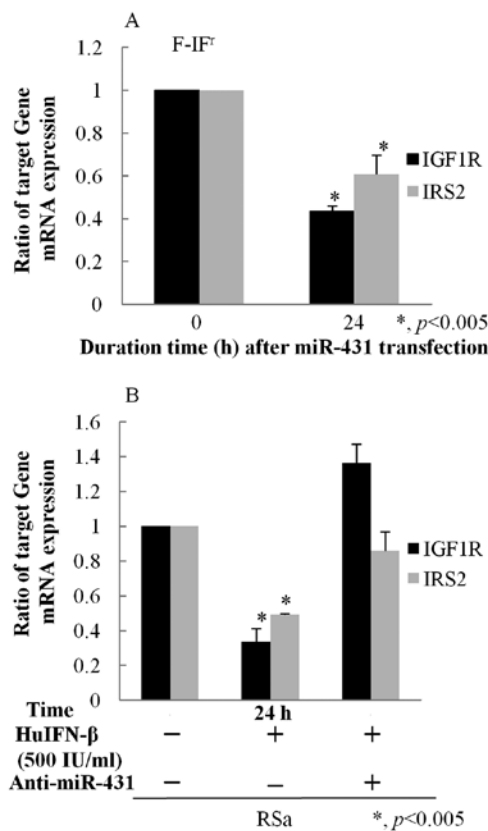 A
F-IFʳ
Ratio of target Gene
mRNA expression
1.4
1.2
1
0.8
0.6
0.4
0.2
0
*
*
IGF1R
IRS2
0
24
*, p<0.005
Duration time (h) after miR-431 transfection
B
Ratio of target Gene
mRNA expression
1.6
1.4
1.2
1
0.8
0.6
0.4
0.2
0
*
*
IGF1R
IRS2
Time 24 h
HuIFN-β − + +
(500 IU/ml)
Anti-miR-431 − − +
RSa
*, p<0.005